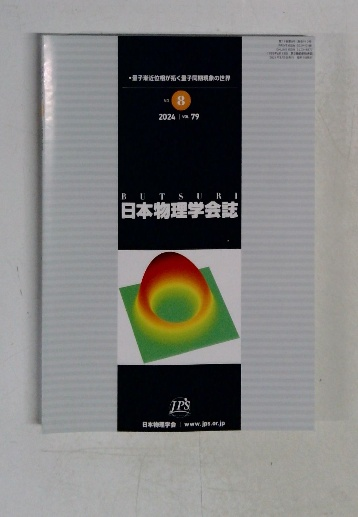 ・量子漸近位相が拓く量子同期現象の世界
NO. 8
2024 | VOL. 79
BUTSURI
日本物理学会誌
JPS
日本物理学会 | www.jps.or.jp